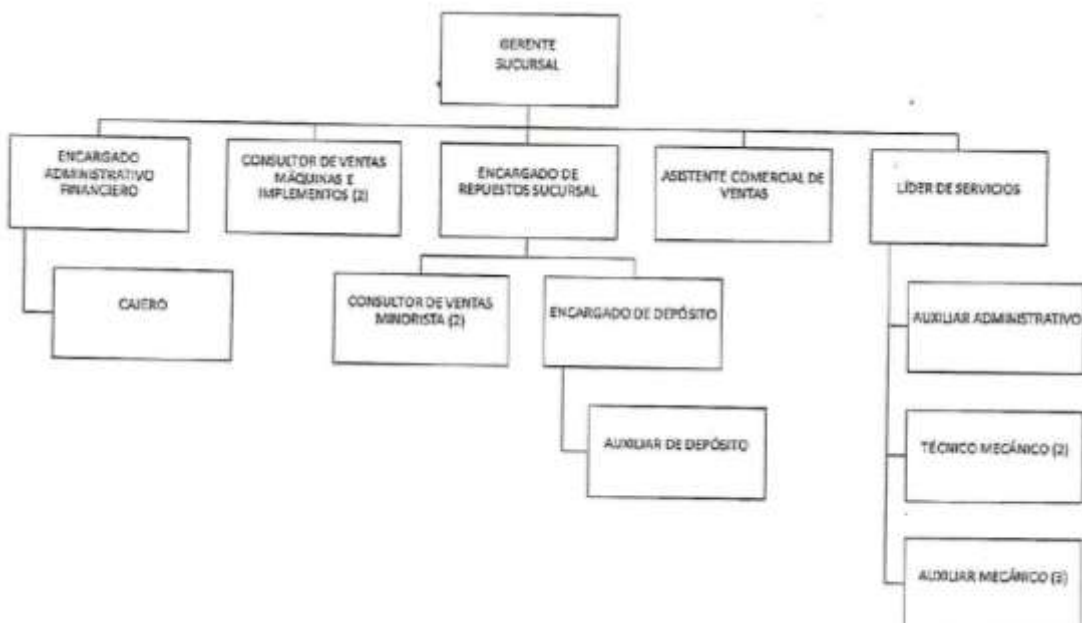 GERENTE
SUCURSAL
ENCARGADO
ADMINISTRATIVO
FINANCIERO
CONSULTOR DE VENTAS
MÁQUINAS E
IMPLEMENTOS (2)
ENCARGADO DE
REPUESTOS SUCURSAL
ASISTENTE COMERCIAL DE
VENTAS
LÍDER DE SERVICIOS
CAJERO
CONSULTOR DE VENTAS
MINORISTA (2)
ENCARGADO DE DEPÓSITO
AUXILIAR ADMINISTRATIVO
AUXILIAR DE DEPÓSITO
TÉCNICO MECÁNICO (2)
AUXILIAR MECÁNICO (3)